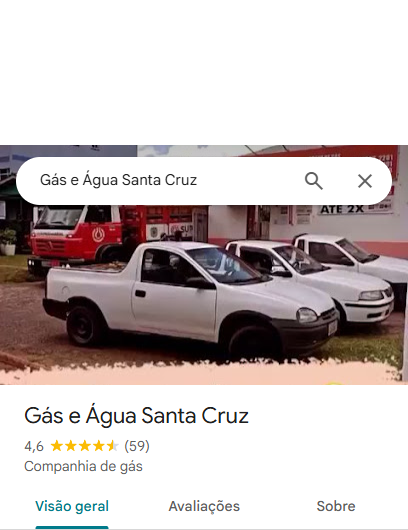 Gás e Água Santa Cruz
ATÉ 2X
Gás e Água Santa Cruz
4,6 (59)
Companhia de gás
Visão geral
Avaliações
Sobre